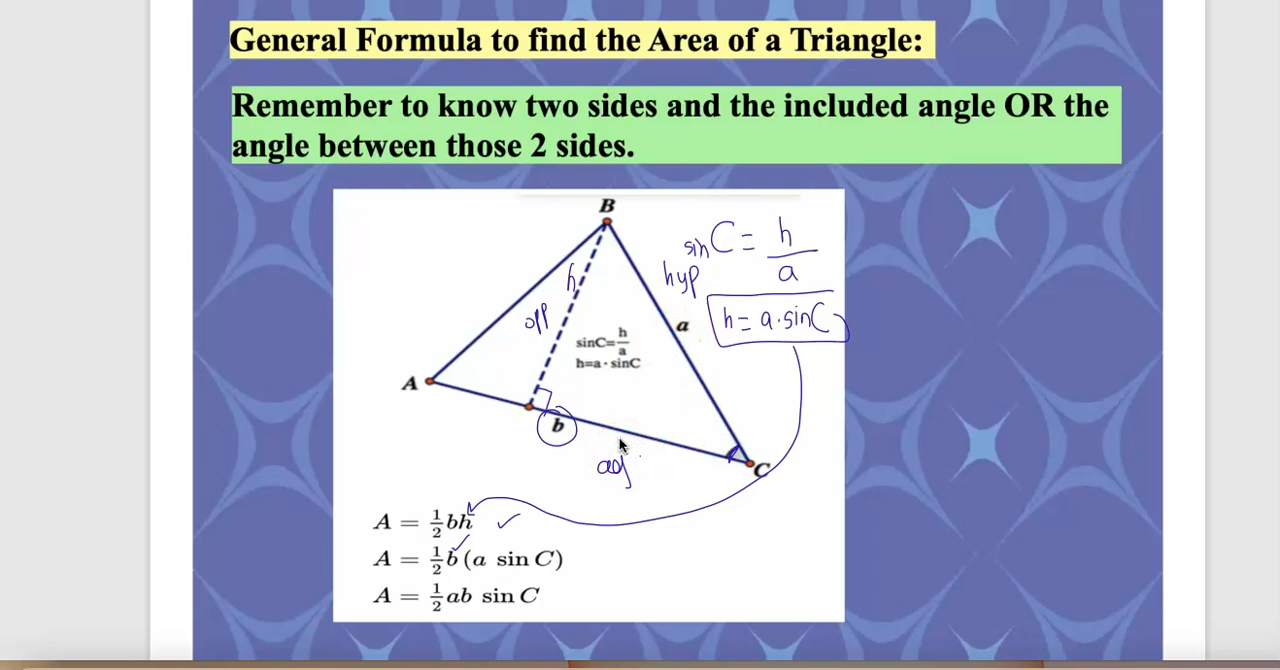 General Formula to find the Area of a Triangle:
Remember to know two sides and the included angle OR the
angle between those 2 sides.
B
sin C = h/a
hyp
h
opp
a
h = a·sinC
sinC=h/a
h=a·sinC
A
b
adj
C
A = ½bh
A = ½b(a sin C)
A = ½ab sin C